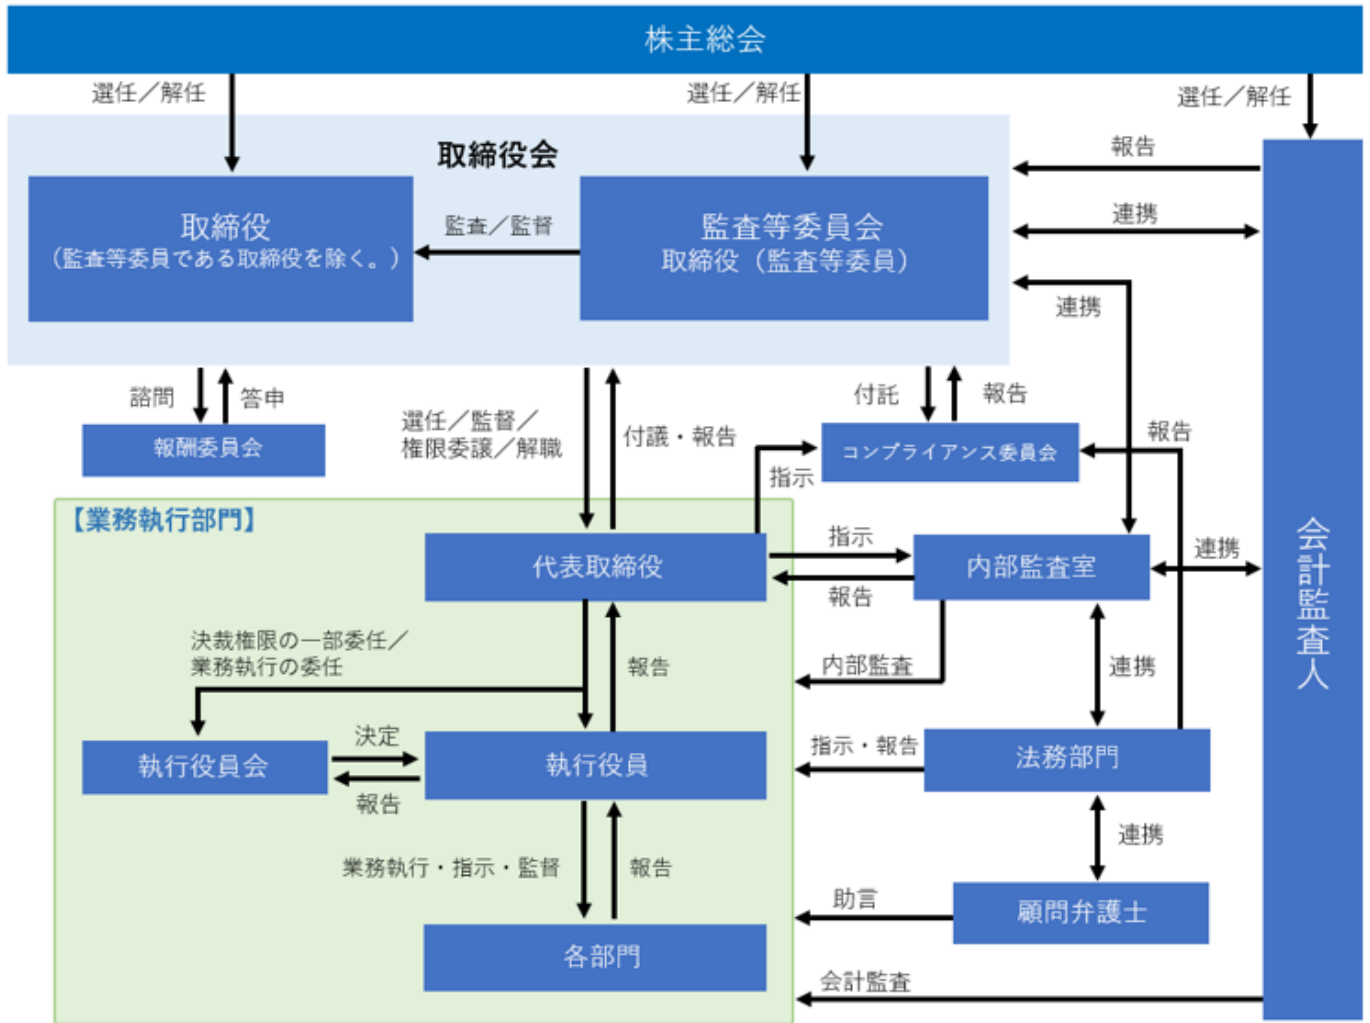 株主総会
選任／解任
選任／解任
選任／解任
取締役会
取締役
（監査等委員である取締役を除く。）
監査／監督
監査等委員会
取締役（監査等委員）
報告
連携
連携
諮問
答申
報酬委員会
選任／監督／
権限委譲／解職
付議・報告
付託
報告
コンプライアンス委員会
報告
指示
【業務執行部門】
代表取締役
指示
報告
内部監査室
連携
会計監査人
決裁権限の一部委任／
業務執行の委任
報告
内部監査
連携
執行役員会
決定
報告
執行役員
指示・報告
法務部門
連携
業務執行・指示・監督
報告
助言
顧問弁護士
各部門
会計監査